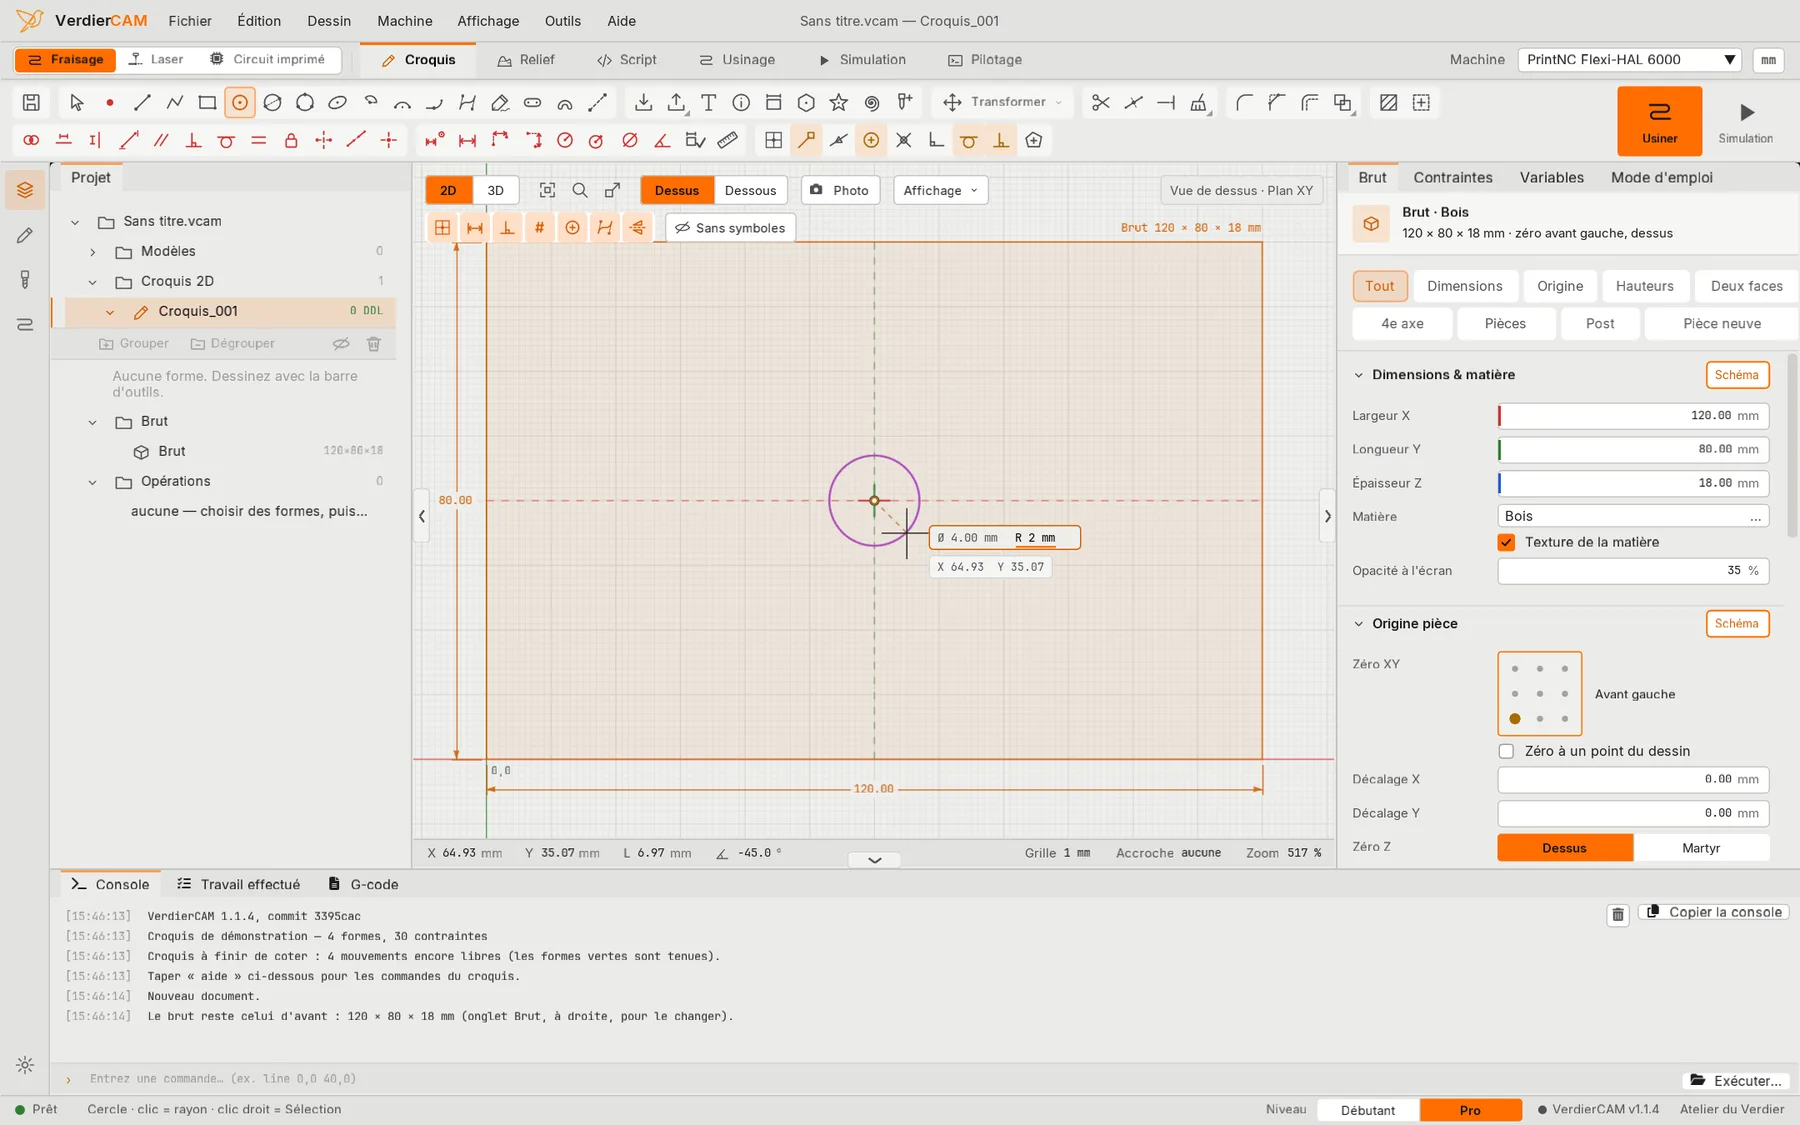 VerdierCAM Fichier Édition Dessin Machine Affichage Outils Aide Sans titre.vcam — Croquis_001
Fraisage Laser Circuit imprimé Croquis Relief Script Usinage Simulation Pilotage Machine PrintNC Flexi-HAL 6000 mm
Transformer
Usiner Simulation
Projet
Sans titre.vcam
Modèles 0
Croquis 2D 1
Croquis_001 0 DDL
Grouper Dégrouper
Aucune forme. Dessinez avec la barre
d'outils.
Brut
Brut 120×80×18
Opérations 0
aucune — choisir des formes, puis...
2D 3D Dessus Dessous Photo Affichage Vue de dessus · Plan XY
# Sans symboles Brut 120 × 80 × 18 mm
80.00
Ø 4.00 mm R 2 mm
X 64.93 Y 35.07
0,0
120.00
X 64.93 mm Y 35.07 mm L 6.97 mm -45.0 ° Grille 1 mm Accroche aucune Zoom 517 %
Brut Contraintes Variables Mode d'emploi
Brut · Bois
120 × 80 × 18 mm · zéro avant gauche, dessus
Tout Dimensions Origine Hauteurs Deux faces
4e axe Pièces Post Pièce neuve
Dimensions & matière Schéma
Largeur X 120.00 mm
Longueur Y 80.00 mm
Épaisseur Z 18.00 mm
Matière Bois ...
Texture de la matière
Opacité à l'écran 35 %
Origine pièce Schéma
Zéro XY Avant gauche
Zéro à un point du dessin
Décalage X 0.00 mm
Décalage Y 0.00 mm
Zéro Z Dessus Martyr
Console Travail effectué G-code
Copier la console
[15:46:13] VerdierCAM 1.1.4, commit 3395cac
[15:46:13] Croquis de démonstration — 4 formes, 30 contraintes
[15:46:13] Croquis à finir de coter : 4 mouvements encore libres (les formes vertes sont tenues).
[15:46:13] Taper « aide » ci-dessous pour les commandes du croquis.
[15:46:14] Nouveau document.
[15:46:14] Le brut reste celui d'avant : 120 × 80 × 18 mm (onglet Brut, à droite, pour le changer).
› Entrez une commande… (ex. line 0,0 40,0) Exécuter...
Prêt Cercle · clic = rayon · clic droit = Sélection Niveau Débutant Pro VerdierCAM v1.1.4 Atelier du Verdier